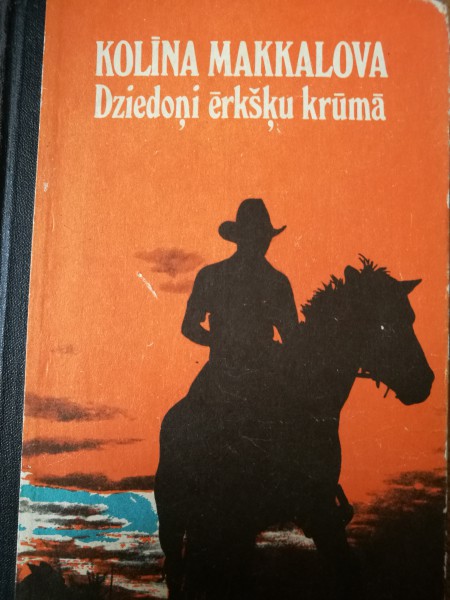 KOLĪNA MAKKALOVA
Dziedoņi ērkšķu krūmā